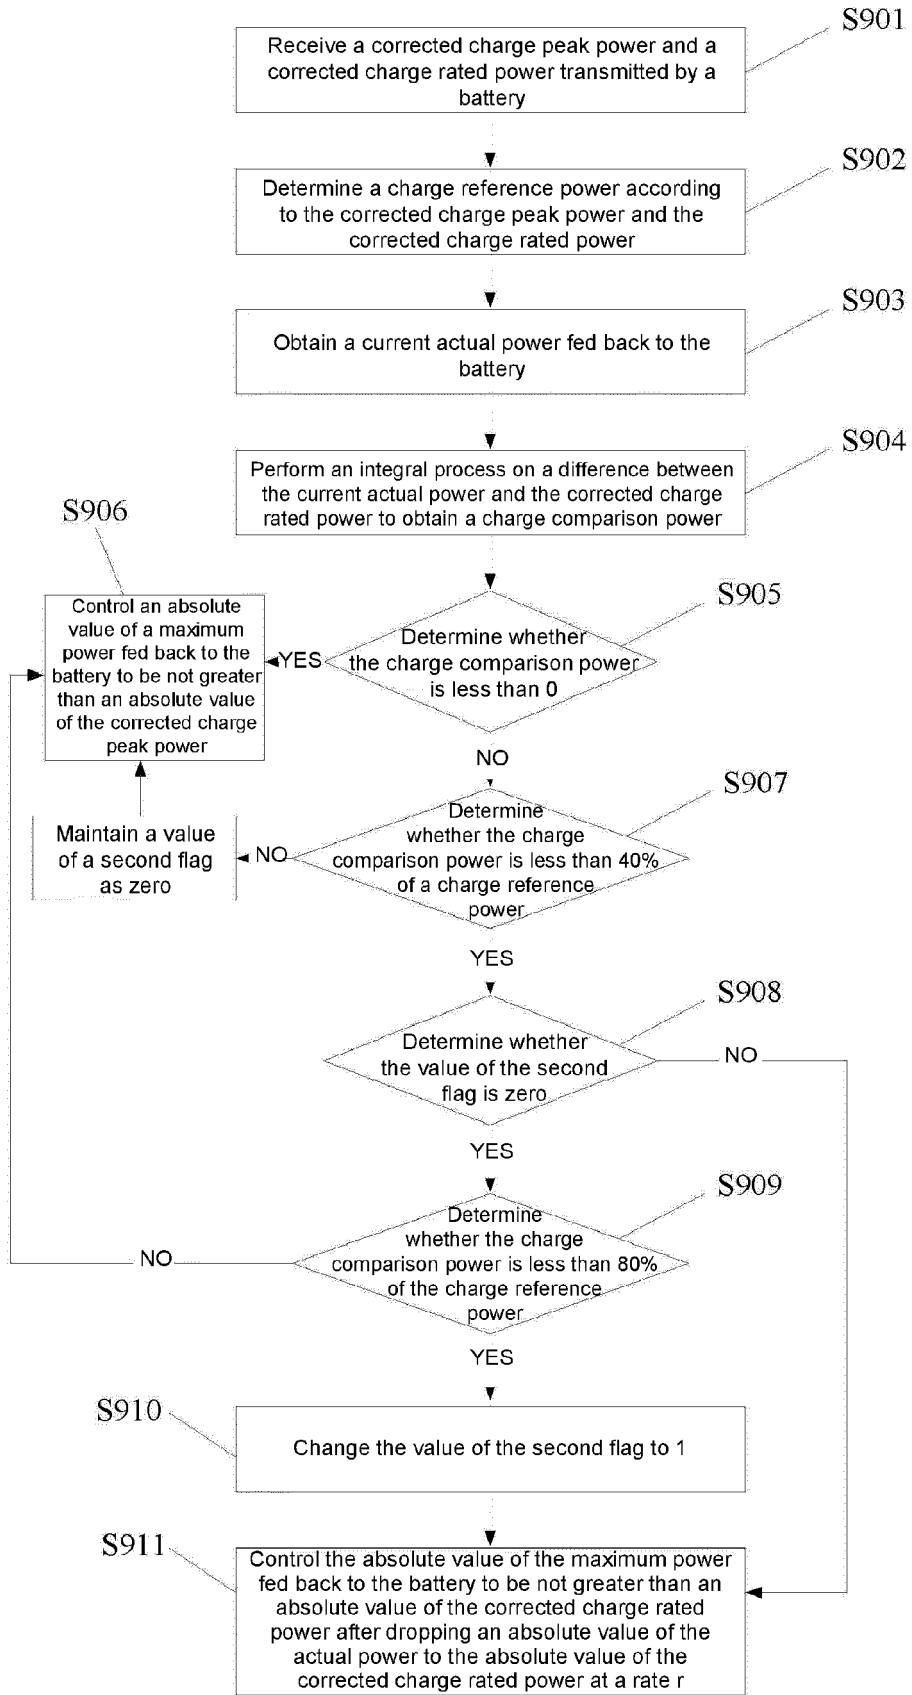 S901
Receive a corrected charge peak power and a
corrected charge rated power transmitted by a
battery
S902
Determine a charge reference power according
to the corrected charge peak power and the
corrected charge rated power
S903
Obtain a current actual power fed back to the
battery
S904
Perform an integral process on a difference between
the current actual power and the corrected charge
rated power to obtain a charge comparison power
S906
Control an absolute
value of a maximum
power fed back to the
battery to be not greater
than an absolute value
of the corrected charge
peak power
S905
Determine whether
the charge comparison power
is less than 0
YES
NO
S907
Determine
whether the charge
comparison power is less than 40%
of a charge reference
power
NO
Maintain a value
of a second flag
as zero
YES
S908
Determine whether
the value of the second
flag is zero
NO
YES
S909
Determine
whether the charge
comparison power is less than 80%
of the charge reference
power
NO
YES
S910
Change the value of the second flag to 1
S911
Control the absolute value of the maximum power
fed back to the battery to be not greater than an
absolute value of the corrected charge rated
power after dropping an absolute value of the
actual power to the absolute value of the
corrected charge rated power at a rate r